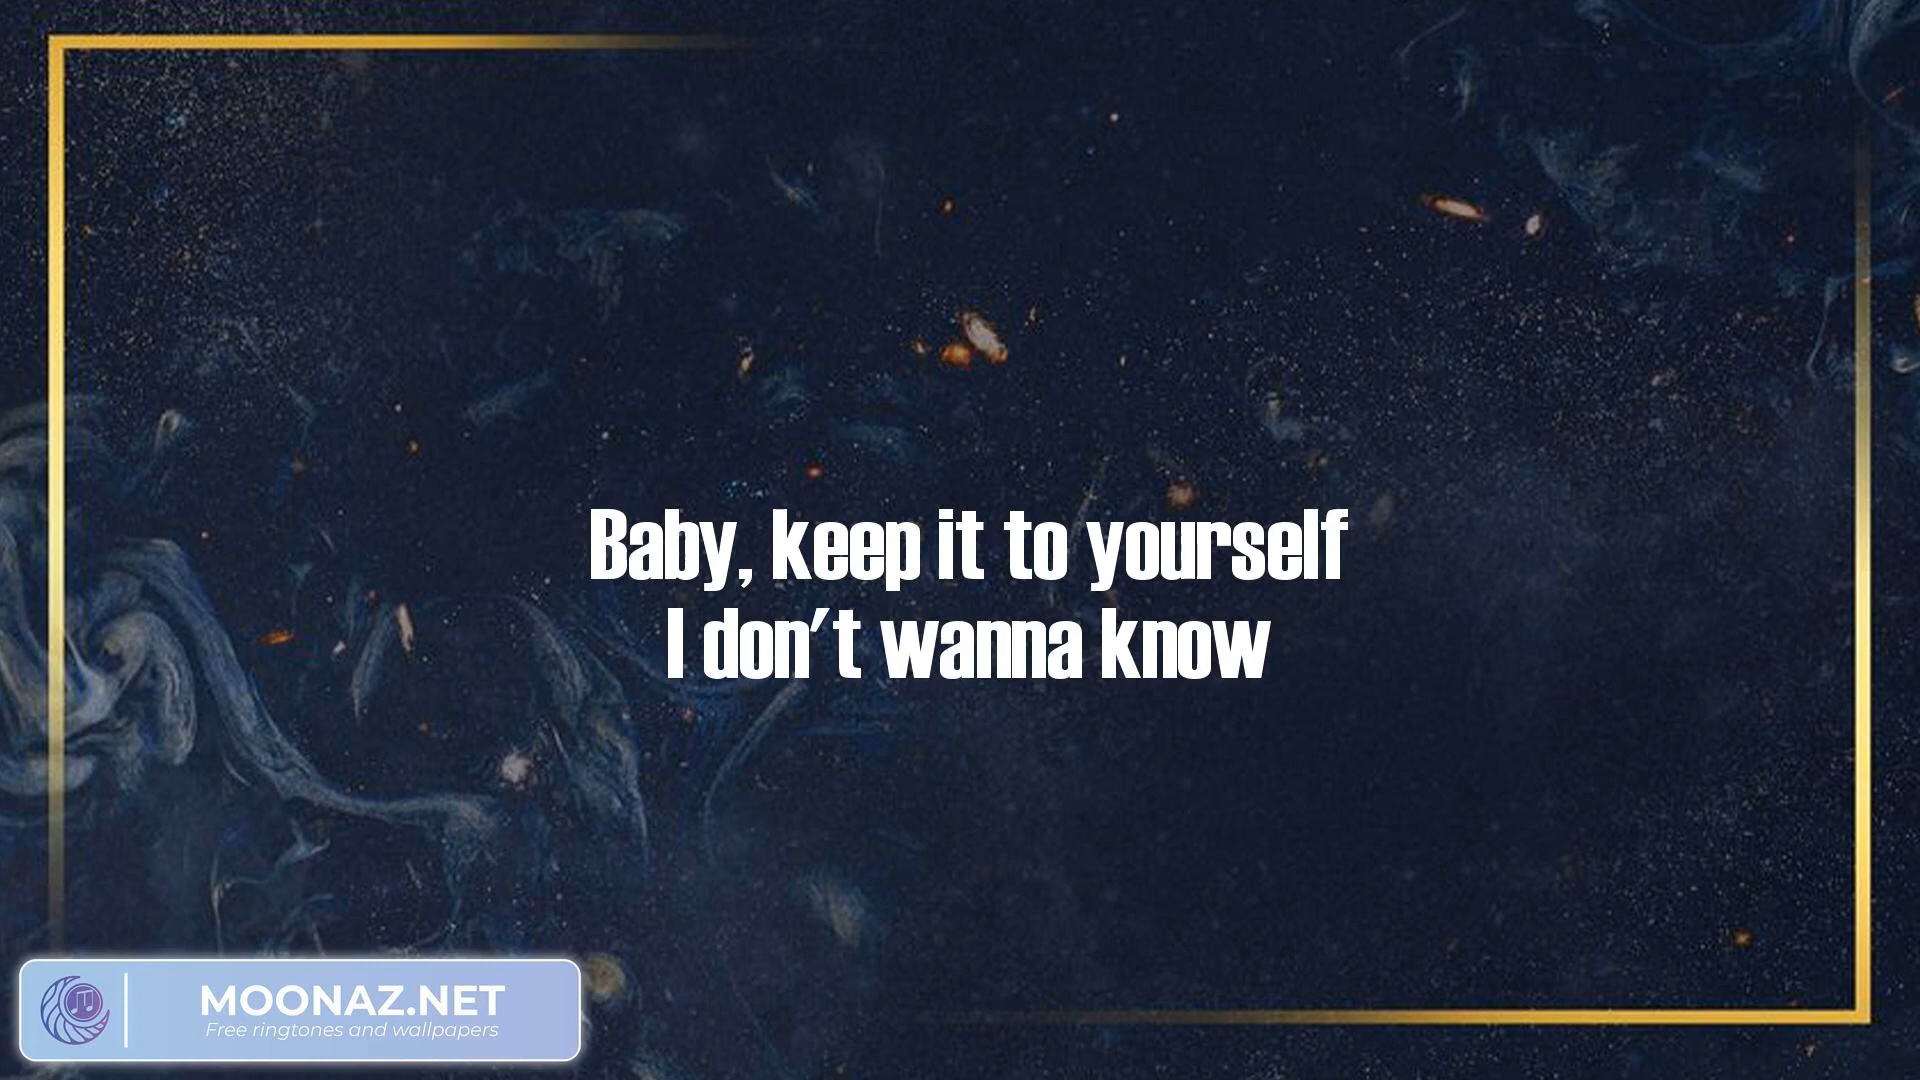 Baby, keep it to yourself
I don't wanna know
MOONAZ.NET
Free ringtones and wallpapers